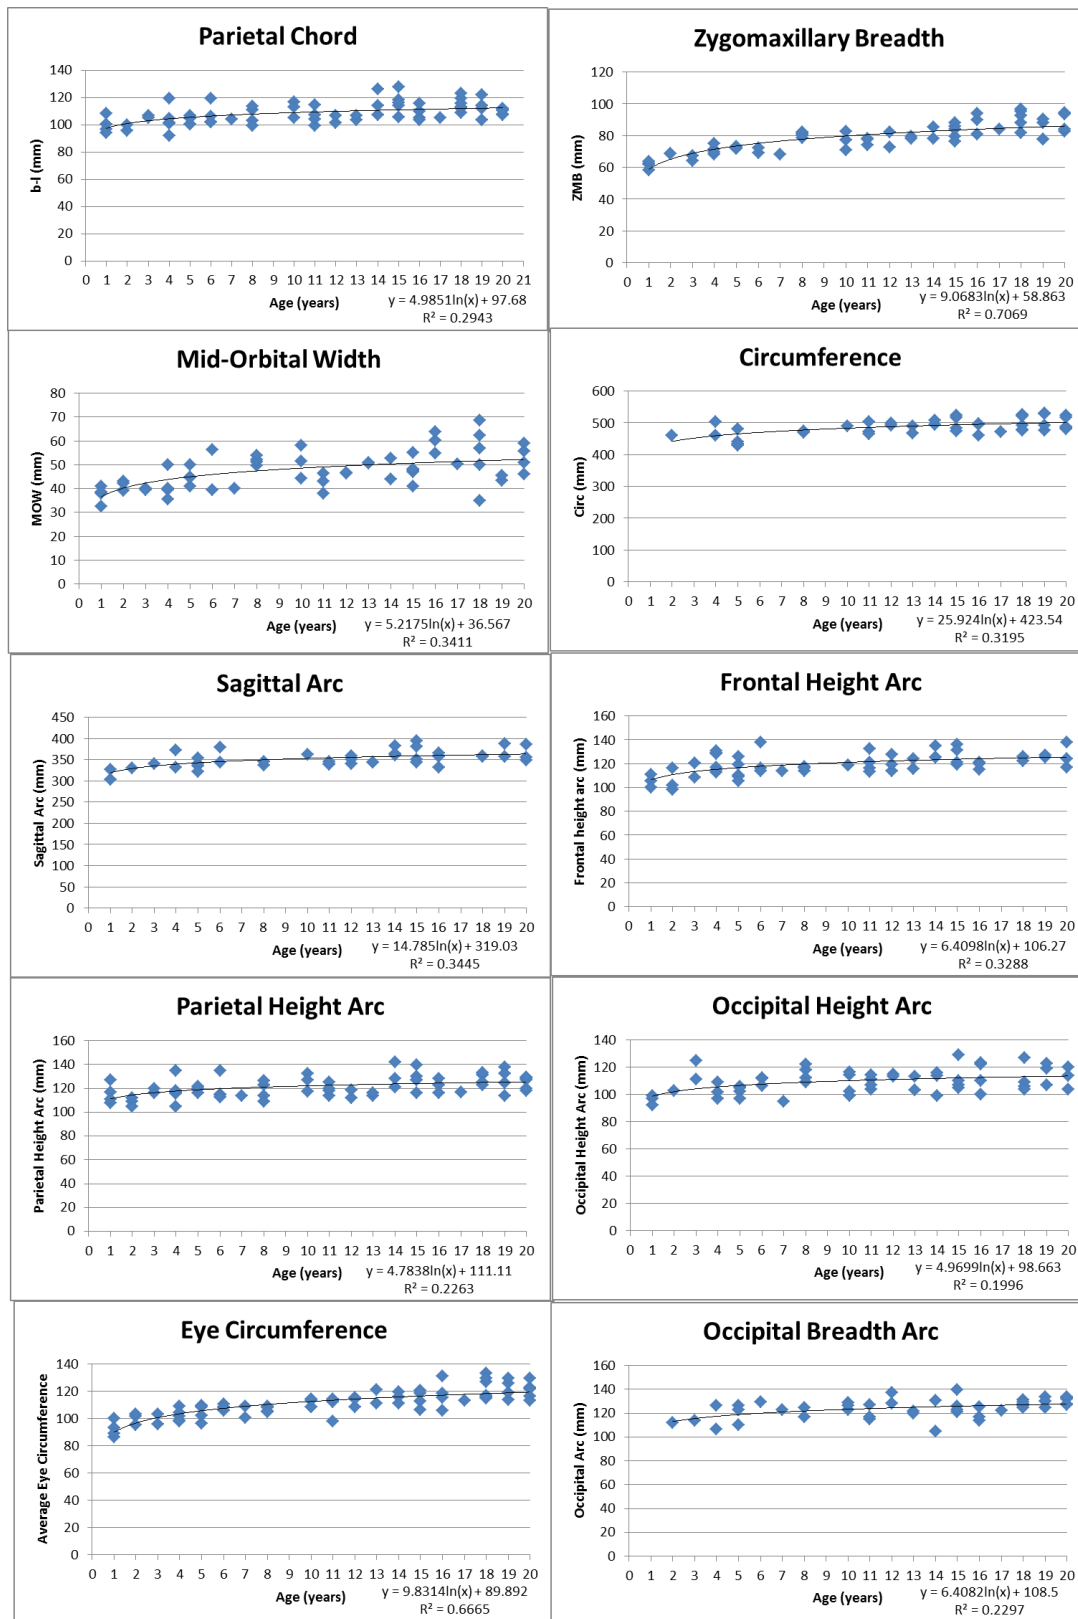 Parietal Chord
140
120
100
80
60
40
20
0
b-l (mm)
0 1 2 3 4 5 6 7 8 9 10 11 12 13 14 15 16 17 18 19 20 21
Age (years)
y = 4.9851ln(x) + 97.68
R² = 0.2943
Zygomaxillary Breadth
120
100
80
60
40
20
0
ZMB (mm)
0 1 2 3 4 5 6 7 8 9 10 11 12 13 14 15 16 17 18 19 20
Age (years)
y = 9.0683ln(x) + 58.863
R² = 0.7069
Mid-Orbital Width
80
70
60
50
40
30
20
10
0
MOW (mm)
0 1 2 3 4 5 6 7 8 9 10 11 12 13 14 15 16 17 18 19 20
Age (years)
y = 5.2175ln(x) + 36.567
R² = 0.3411
Circumference
600
500
400
300
200
100
0
Circ (mm)
0 1 2 3 4 5 6 7 8 9 10 11 12 13 14 15 16 17 18 19 20
Age (years)
y = 25.924ln(x) + 423.54
R² = 0.3195
Sagittal Arc
450
400
350
300
250
200
150
100
50
0
Sagittal Arc (mm)
0 1 2 3 4 5 6 7 8 9 10 11 12 13 14 15 16 17 18 19 20
Age (years)
y = 14.785ln(x) + 319.03
R² = 0.3445
Frontal Height Arc
160
140
120
100
80
60
40
20
0
Frontal height arc (mm)
0 1 2 3 4 5 6 7 8 9 10 11 12 13 14 15 16 17 18 19 20
Age (years)
y = 6.4098ln(x) + 106.27
R² = 0.3288
Parietal Height Arc
160
140
120
100
80
60
40
20
0
Parietal Height Arc (mm)
0 1 2 3 4 5 6 7 8 9 10 11 12 13 14 15 16 17 18 19 20
Age (years)
y = 4.7838ln(x) + 111.11
R² = 0.2263
Occipital Height Arc
140
120
100
80
60
40
20
0
Occipital Height Arc (mm)
0 1 2 3 4 5 6 7 8 9 10 11 12 13 14 15 16 17 18 19 20
Age (years)
y = 4.9699ln(x) + 98.663
R² = 0.1996
Eye Circumference
140
120
100
80
60
40
20
0
Average Eye Circumference
0 1 2 3 4 5 6 7 8 9 10 11 12 13 14 15 16 17 18 19 20
Age (years)
y = 9.8314ln(x) + 89.892
R² = 0.6665
Occipital Breadth Arc
160
140
120
100
80
60
40
20
0
Occipital Arc (mm)
0 1 2 3 4 5 6 7 8 9 10 11 12 13 14 15 16 17 18 19 20
Age (years)
y = 6.4082ln(x) + 108.5
R² = 0.2297